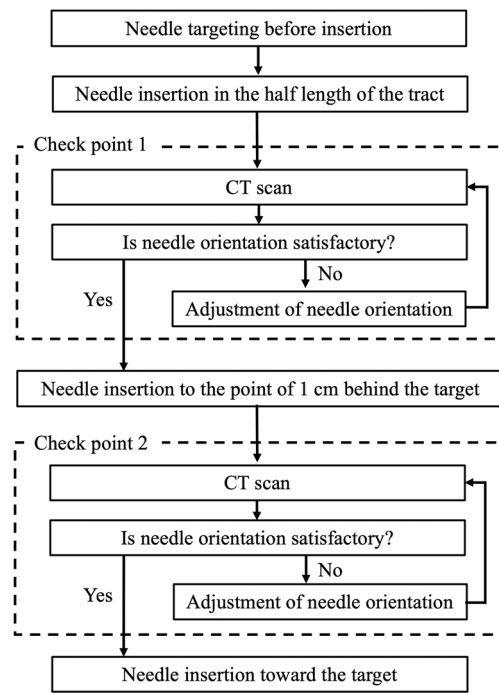 Needle targeting before insertion
Needle insertion in the half length of the tract
Check point 1
CT scan
Is needle orientation satisfactory?
No
Yes
Adjustment of needle orientation
Needle insertion to the point of 1 cm behind the target
Check point 2
CT scan
Is needle orientation satisfactory?
No
Yes
Adjustment of needle orientation
Needle insertion toward the target